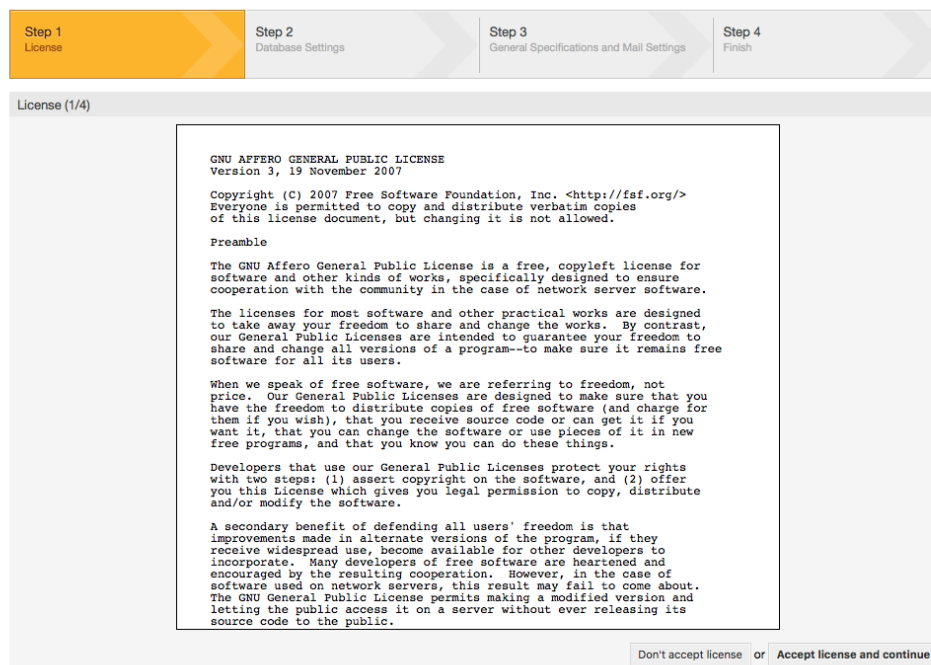 Step 1
License
Step 2
Database Settings
Step 3
General Specifications and Mail Settings
Step 4
Finish
License (1/4)
GNU AFFERO GENERAL PUBLIC LICENSE
Version 3, 19 November 2007
Copyright (C) 2007 Free Software Foundation, Inc. <http://fsf.org/>
Everyone is permitted to copy and distribute verbatim copies
of this license document, but changing it is not allowed.
Preamble
The GNU Affero General Public License is a free, copyleft license for
software and other kinds of works, specifically designed to ensure
cooperation with the community in the case of network server software.
The licenses for most software and other practical works are designed
to take away your freedom to share and change the works.  By contrast,
our General Public Licenses are intended to guarantee your freedom to
share and change all versions of a program--to make sure it remains free
software for all its users.
When we speak of free software, we are referring to freedom, not
price.  Our General Public Licenses are designed to make sure that you
have the freedom to distribute copies of free software (and charge for
them if you wish), that you receive source code or can get it if you
want it, that you can change the software or use pieces of it in new
free programs, and that you know you can do these things.
Developers that use our General Public Licenses protect your rights
with two steps: (1) assert copyright on the software, and (2) offer
you this License which gives you legal permission to copy, distribute
and/or modify the software.
A secondary benefit of defending all users' freedom is that
improvements made in alternate versions of the program, if they
receive widespread use, become available for other developers to
incorporate.  Many developers of free software are heartened and
encouraged by the resulting cooperation.  However, in the case of
software used on network servers, this result may fail to come about.
The GNU General Public License permits making a modified version and
letting the public access it on a server without ever releasing its
source code to the public.
Don't accept license or Accept license and continue